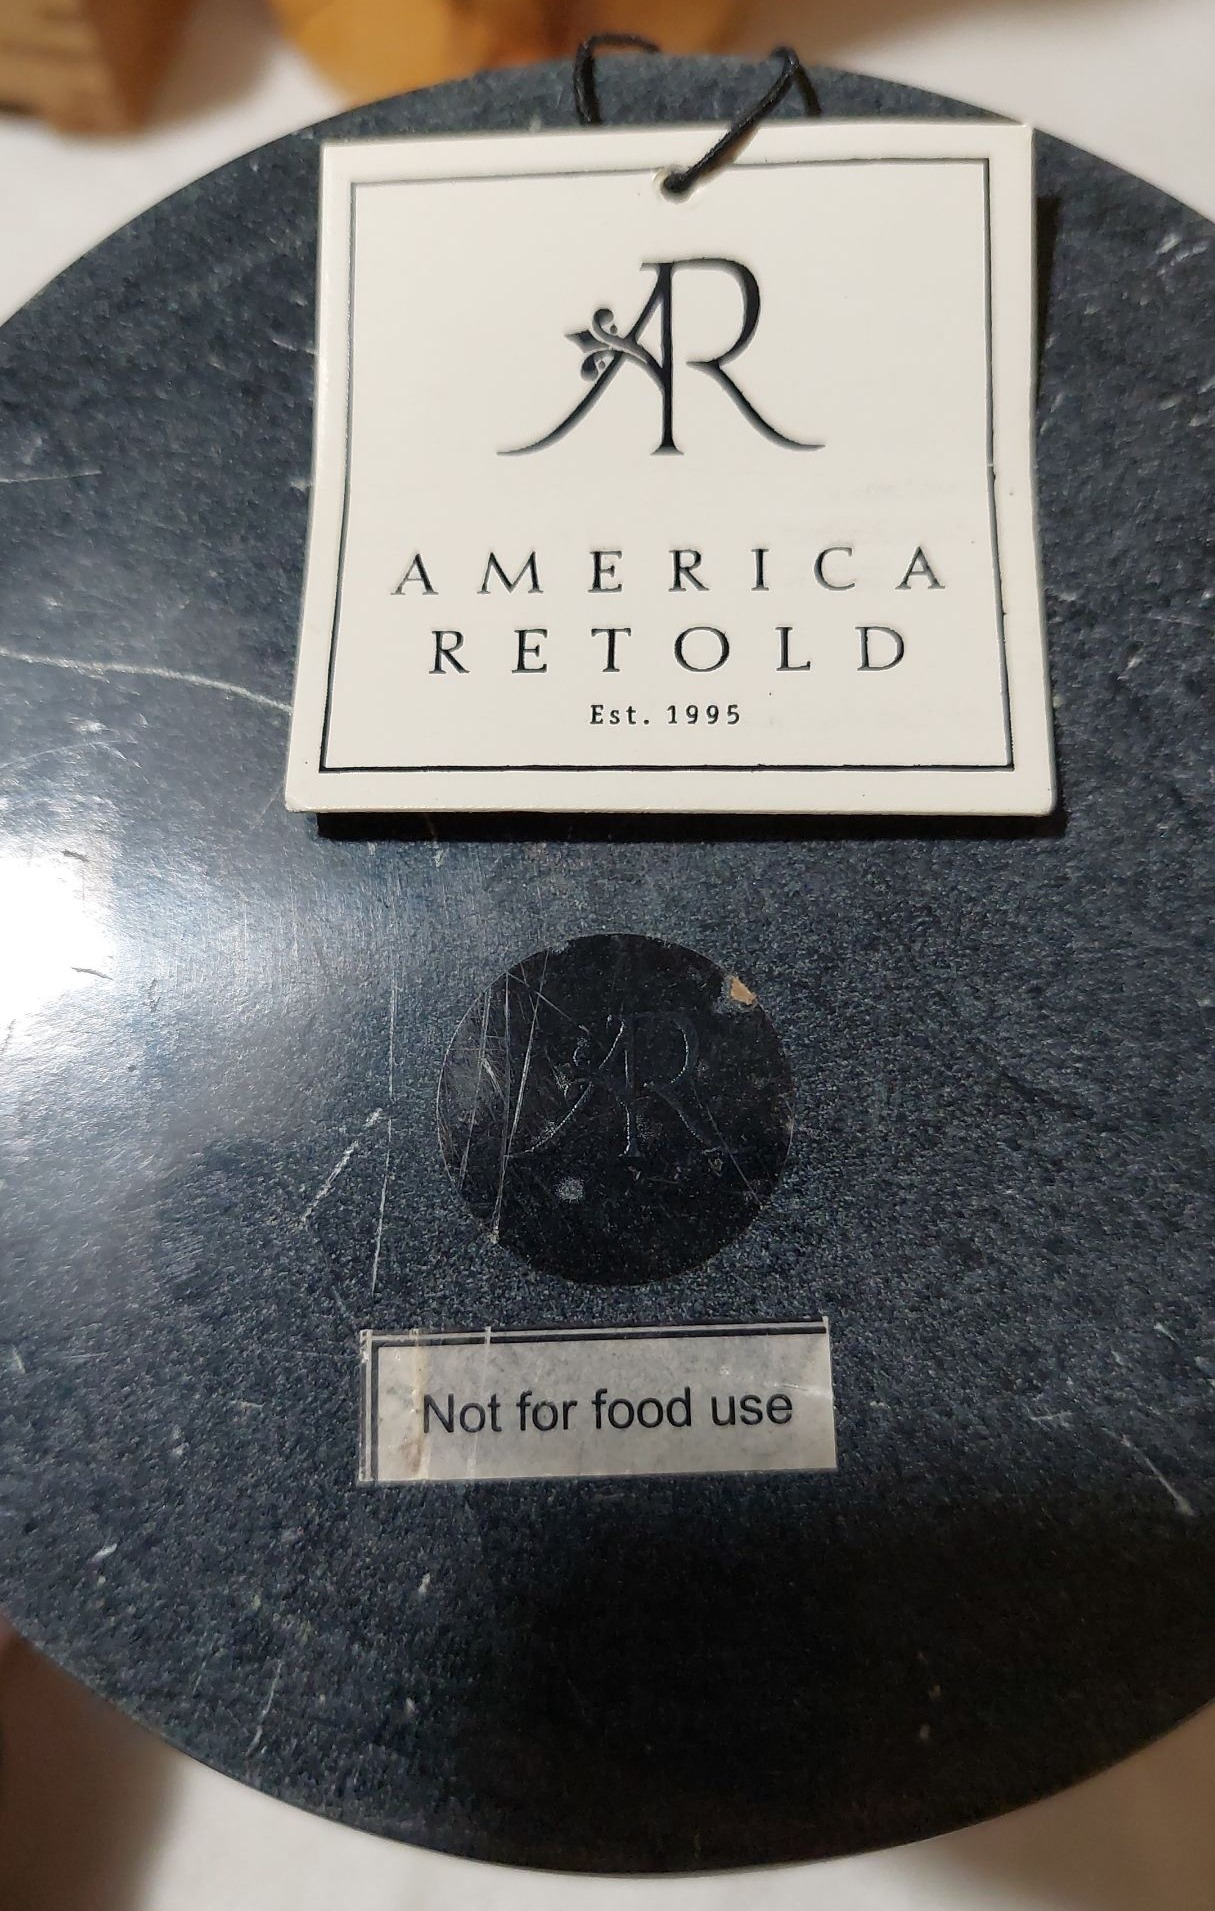 AR
AMERICA
RETOLD
Est. 1995
AR
Not for food use